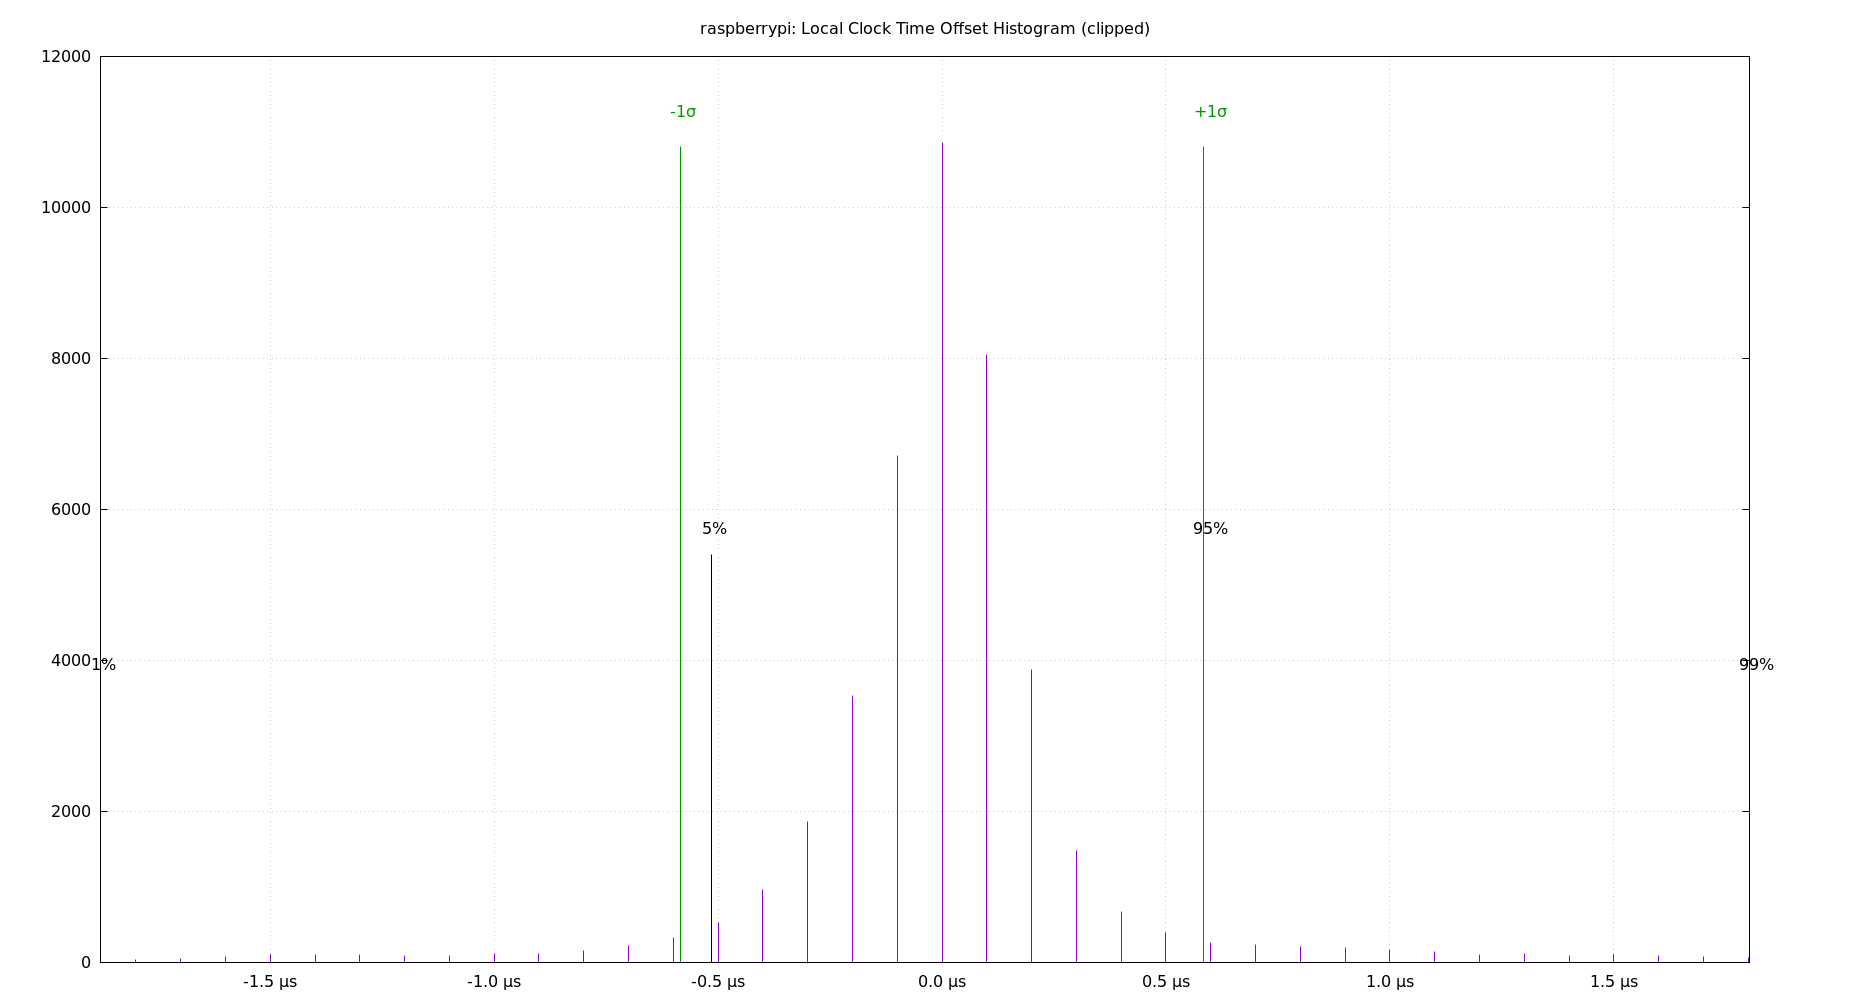 raspberrypi: Local Clock Time Offset Histogram (clipped)
12000
-1σ +1σ
10000
8000
6000
5% 95%
4000 1% 99%
2000
0
-1.5 µs -1.0 µs -0.5 µs 0.0 µs 0.5 µs 1.0 µs 1.5 µs